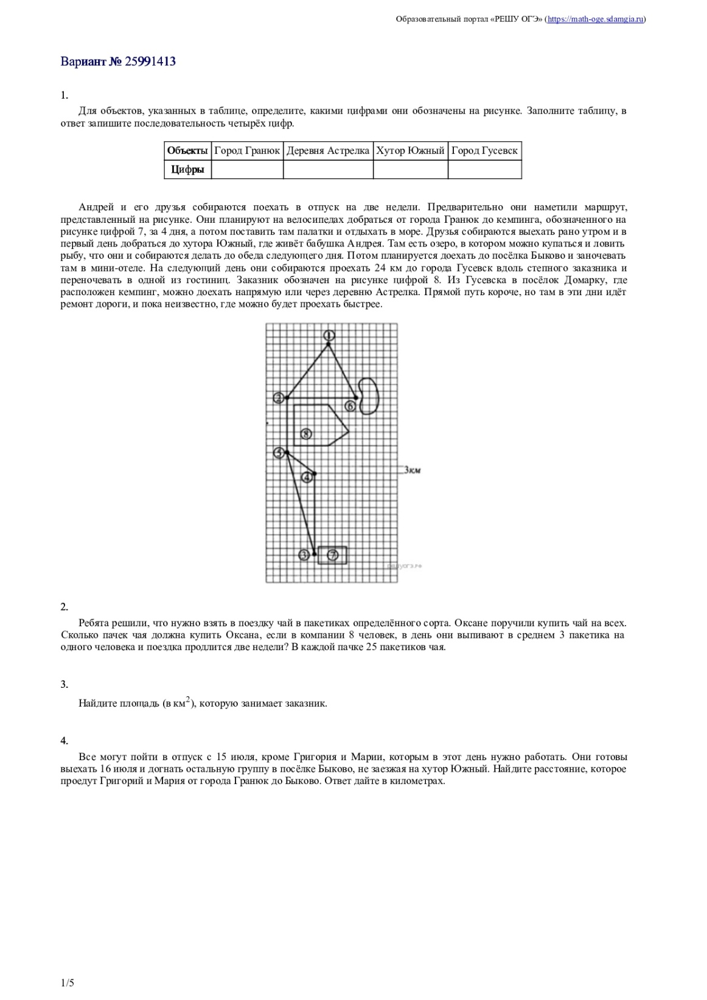 Образовательный портал «РЕШУ ОГЭ» (https://math-oge.sdamgia.ru)
Вариант № 25991413
1.
Для объектов, указанных в таблице, определите, какими цифрами они обозначены на рисунке. Заполните таблицу, в
ответ запишите последовательность четырёх цифр.
Объекты Город Гранюк Деревня Астрелка Хутор Южный Город Гусевск
Цифры
Андрей и его друзья собираются поехать в отпуск на две недели. Предварительно они наметили маршрут,
представленный на рисунке. Они планируют на велосипедах добраться от города Гранюк до кемпинга, обозначенного на
рисунке цифрой 7, за 4 дня, а потом поставить там палатки и отдыхать в море. Друзья собираются выехать рано утром и в
первый день добраться до хутора Южный, где живёт бабушка Андрея. Там есть озеро, в котором можно купаться и ловить
рыбу, что они и собираются делать до обеда следующего дня. Потом планируется доехать до посёлка Быково и заночевать
там в мини-отеле. На следующий день они собираются проехать 24 км до города Гусевск вдоль степного заказника и
переночевать в одной из гостиниц. Заказник обозначен на рисунке цифрой 8. Из Гусевска в посёлок Домарку, где
расположен кемпинг, можно доехать напрямую или через деревню Астрелка. Прямой путь короче, но там в эти дни идёт
ремонт дороги, и пока неизвестно, где можно будет проехать быстрее.
1
2
6
8
5
3км
4
3 7
решуогэ.рф
2.
Ребята решили, что нужно взять в поездку чай в пакетиках определённого сорта. Оксане поручили купить чай на всех.
Сколько пачек чая должна купить Оксана, если в компании 8 человек, в день они выпивают в среднем 3 пакетика на
одного человека и поездка продлится две недели? В каждой пачке 25 пакетиков чая.
3.
Найдите площадь (в км²), которую занимает заказник.
4.
Все могут пойти в отпуск с 15 июля, кроме Григория и Марии, которым в этот день нужно работать. Они готовы
выехать 16 июля и догнать остальную группу в посёлке Быково, не заезжая на хутор Южный. Найдите расстояние, которое
проедут Григорий и Мария от города Гранюк до Быково. Ответ дайте в километрах.
1/5